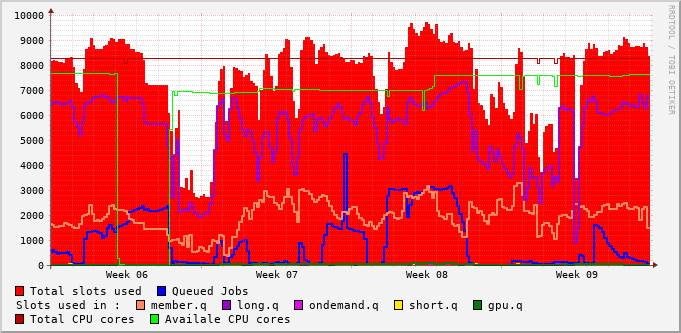 10000
9000
8000
7000
6000
5000
4000
3000
2000
1000
0
Week 06 Week 07 Week 08 Week 09
Total slots used Queued Jobs
Slots used in : member.q long.q ondemand.q short.q gpu.q
Total CPU cores Availale CPU cores
RRDTOOL / TOBI OETIKER